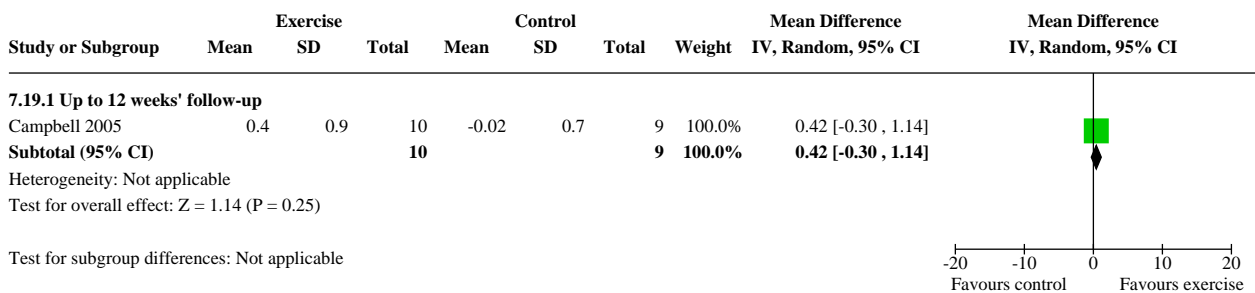 Exercise Control Mean Difference Mean Difference
Study or Subgroup Mean SD Total Mean SD Total Weight IV, Random, 95% CI IV, Random, 95% CI
7.19.1 Up to 12 weeks' follow-up
Campbell 2005 0.4 0.9 10 -0.02 0.7 9 100.0% 0.42 [-0.30 , 1.14]
Subtotal (95% CI) 10 9 100.0% 0.42 [-0.30 , 1.14]
Heterogeneity: Not applicable
Test for overall effect: Z = 1.14 (P = 0.25)
Test for subgroup differences: Not applicable
-20 -10 0 10 20
Favours control Favours exercise